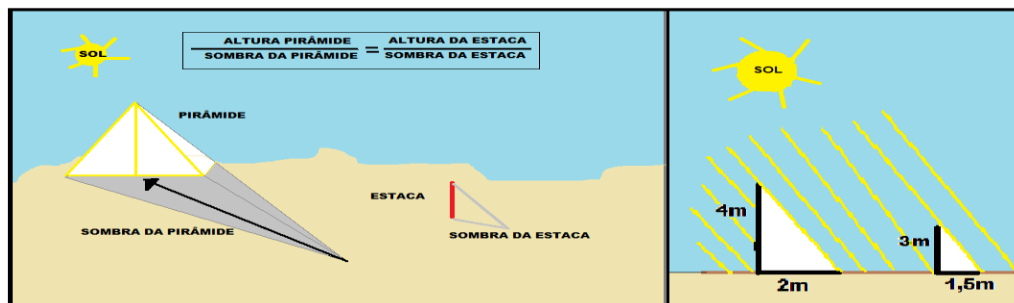 SOL
ALTURA PIRÂMIDE = ALTURA DA ESTACA
SOMBRA DA PIRÂMIDE SOMBRA DA ESTACA
PIRÂMIDE
ESTACA
SOMBRA DA PIRÂMIDE
SOMBRA DA ESTACA
SOL
4m
3m
2m
1,5m